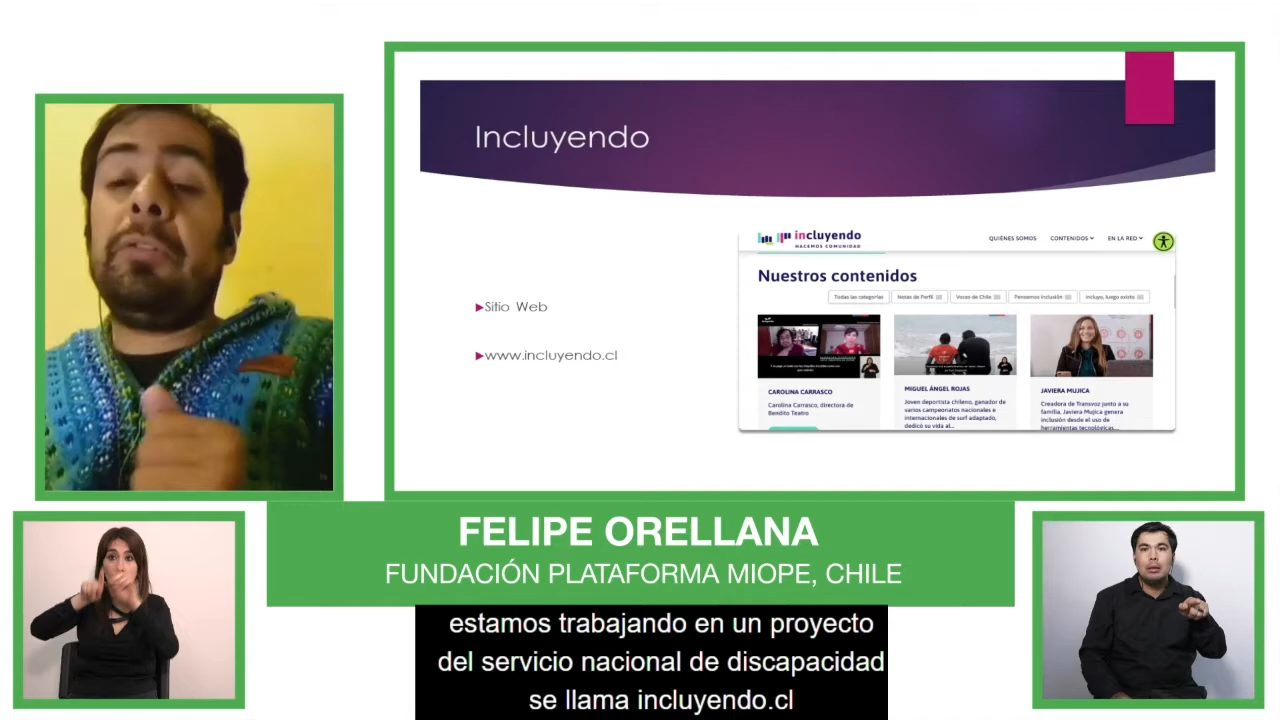 Incluyendo
▶Sitio Web
▶www.incluyendo.cl
incluyendo
HACEMOS COMUNIDAD
QUIÉNES SOMOS
CONTENIDOS
EN LA RED
Nuestros contenidos
Todas las categorías
Notas de Perfil
Voces de Chile
Pensemos inclusión
Incluyo, luego existo
CAROLINA CARRASCO
Carolina Carrasco, directora de
Bendito Teatro
MIGUEL ÁNGEL ROJAS
Joven deportista chileno, ganador de
varios campeonatos nacionales e
internacionales de surf adaptado,
dedicó su vida al...
JAVIERA MUJICA
Creadora de Transvoz junto a su
familia, Javiera Mujica genera
inclusión desde el uso de
herramientas tecnológicas....
FELIPE ORELLANA
FUNDACIÓN PLATAFORMA MIOPE, CHILE
estamos trabajando en un proyecto
del servicio nacional de discapacidad
se llama incluyendo.cl